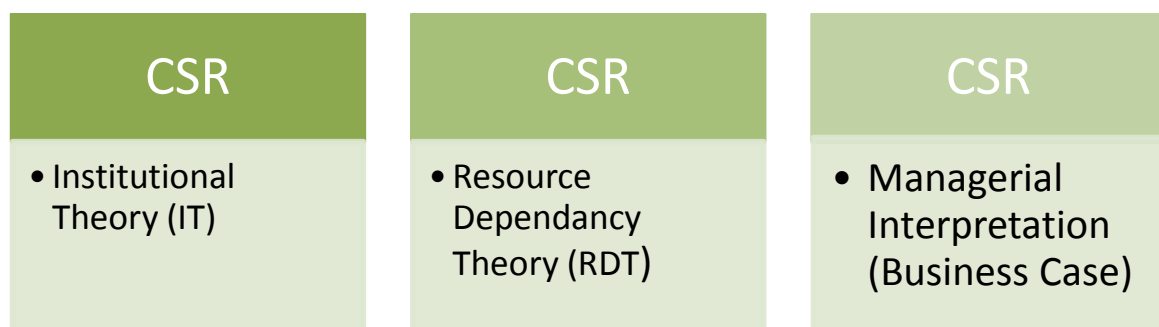 CSR
• Institutional
Theory (IT)
CSR
• Resource
Dependancy
Theory (RDT)
CSR
• Managerial
Interpretation
(Business Case)